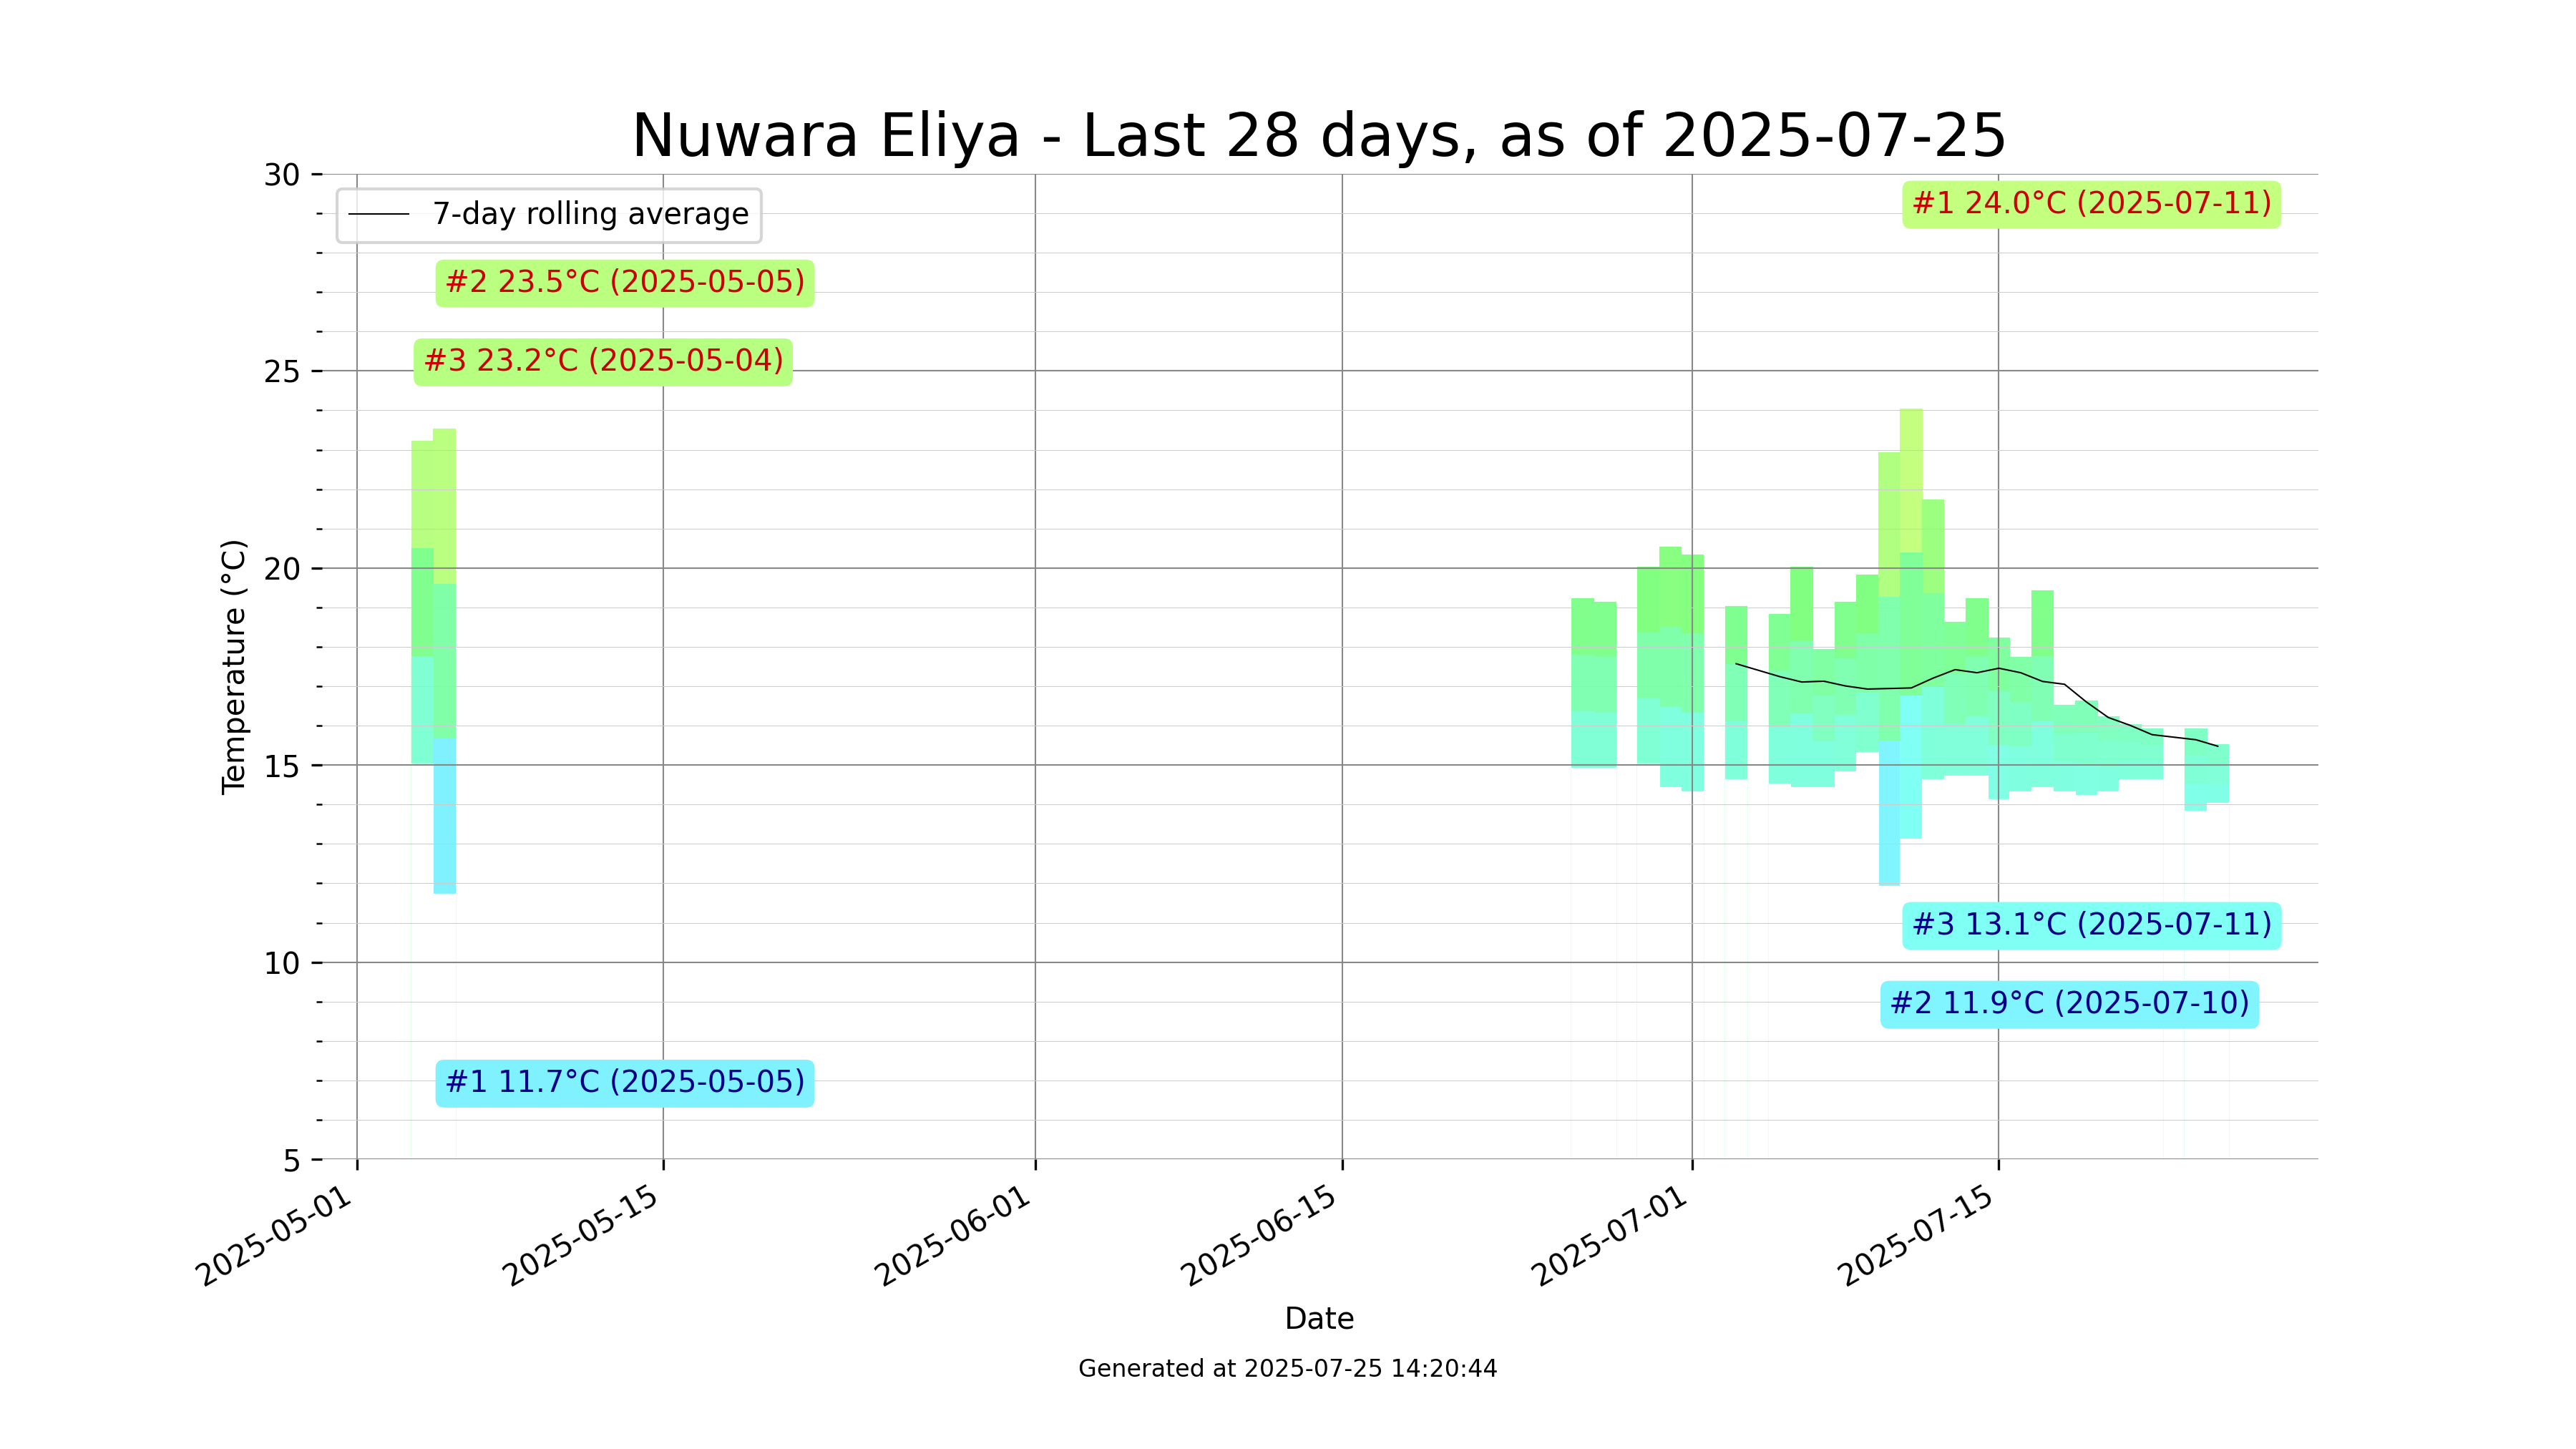 Nuwara Eliya - Last 28 days, as of 2025-07-25
30
7-day rolling average
#1 24.0°C (2025-07-11)
#2 23.5°C (2025-05-05)
#3 23.2°C (2025-05-04)
25
20
Temperature (°C)
15
#3 13.1°C (2025-07-11)
10
#2 11.9°C (2025-07-10)
#1 11.7°C (2025-05-05)
5
2025-05-01
2025-05-15
2025-06-01
2025-06-15
2025-07-01
2025-07-15
Date
Generated at 2025-07-25 14:20:44